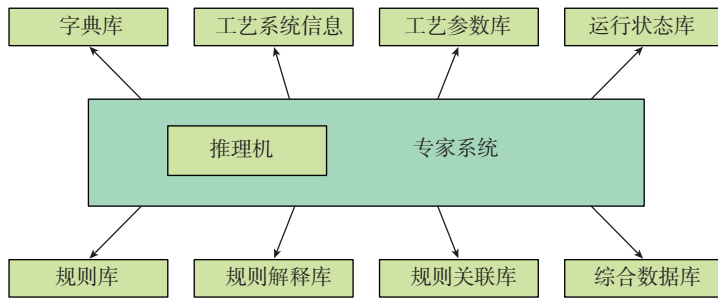 字典库
工艺系统信息
工艺参数库
运行状态库
推理机
专家系统
规则库
规则解释库
规则关联库
综合数据库